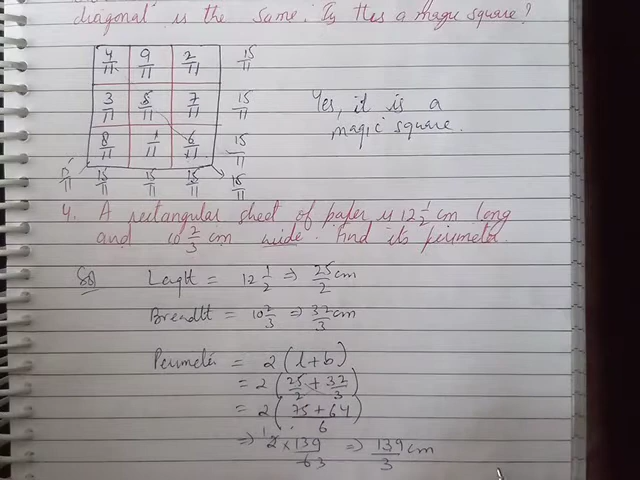 diagonal is the same. Is this a magic square?
4/11 9/11 2/11 15/11
3/11 5/11 7/11 15/11
8/11 1/11 6/11 15/11
15/11 15/11 15/11 15/11 15/11
Yes, it is a
magic square.
4. A rectangular sheet of paper is 12 1/2 cm long
and 10 2/3 cm wide. Find its perimeter.
Sol Lenght = 12 1/2 ⇒ 25/2 cm
Breadth = 10 2/3 ⇒ 32/3 cm
Perimeter = 2 (l+b)
= 2 (25/2 + 32/3)
= 2 (75+64/6)
⇒ 2 × 139/6 3 ⇒ 139/3 cm